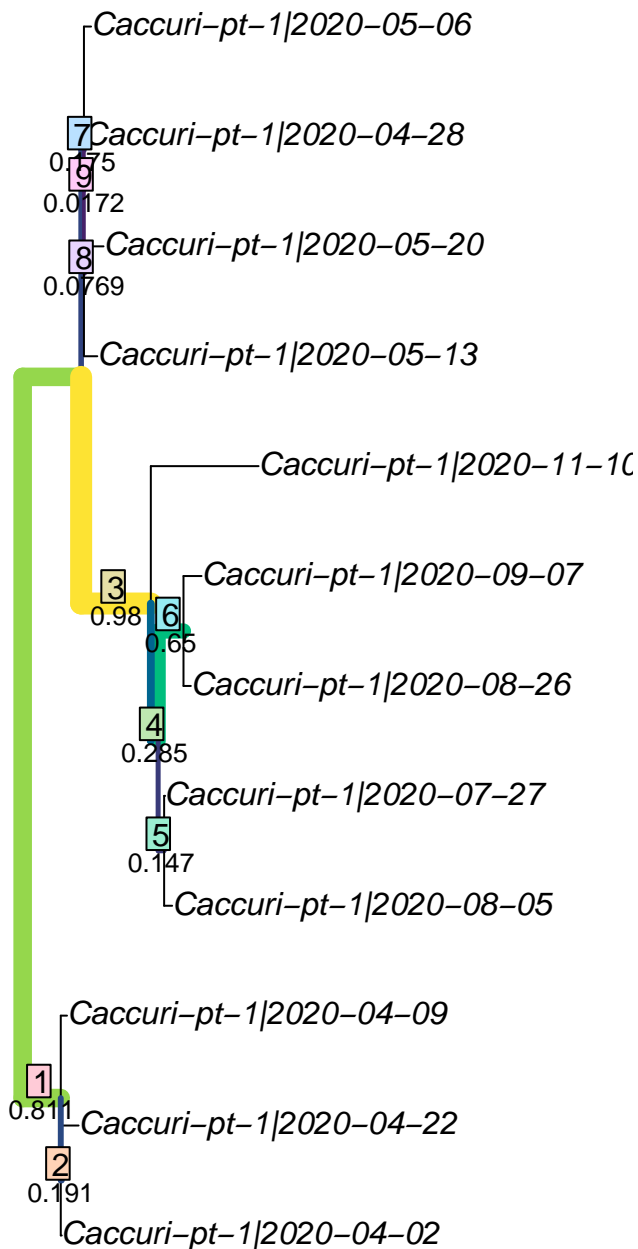 Caccuri−pt−1|2020−05−06
7
Caccuri−pt−1|2020−04−28
0.175
9
0.0172
Caccuri−pt−1|2020−05−20
8
0.0769
Caccuri−pt−1|2020−05−13
Caccuri−pt−1|2020−11−10
Caccuri−pt−1|2020−09−07
3
0.98
6
0.65
Caccuri−pt−1|2020−08−26
4
0.285
Caccuri−pt−1|2020−07−27
5
0.147
Caccuri−pt−1|2020−08−05
Caccuri−pt−1|2020−04−09
1
0.811
Caccuri−pt−1|2020−04−22
2
0.191
Caccuri−pt−1|2020−04−02